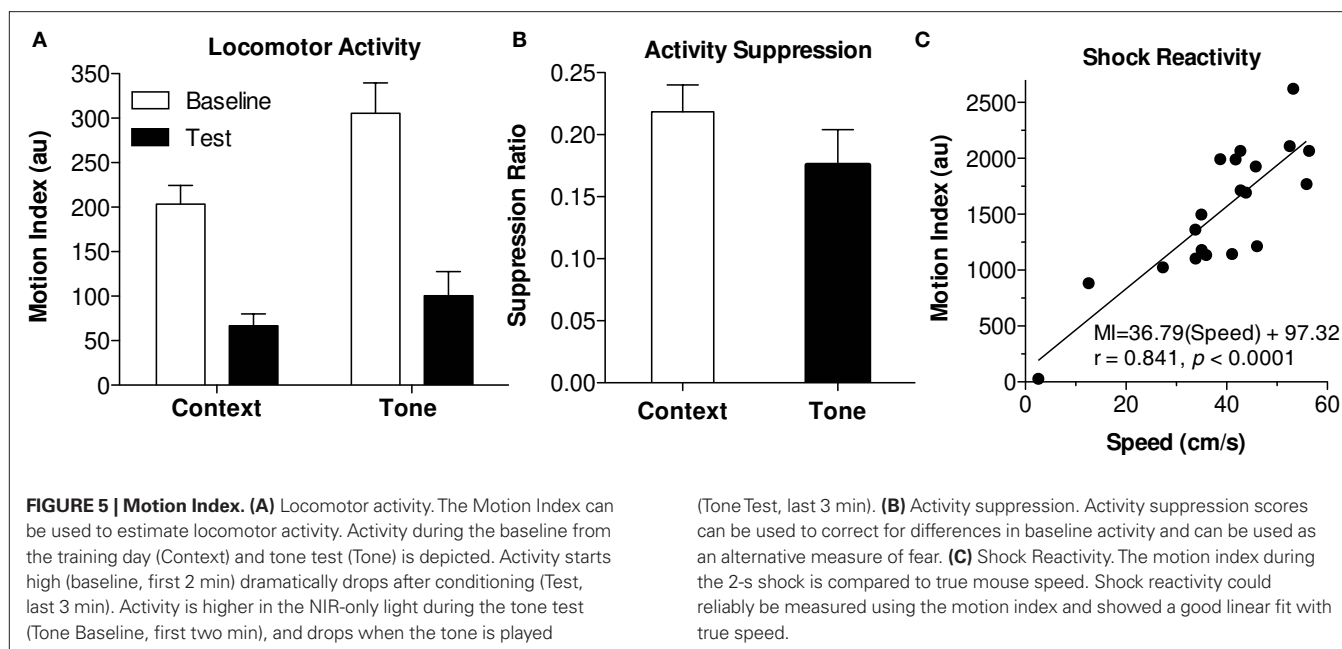 A
Locomotor Activity
350
300
250
200
150
100
50
0
Motion Index (au)
Baseline
Test
Context
Tone
B
Activity Suppression
0.25
0.20
0.15
0.10
0.05
0.00
Suppression Ratio
Context
Tone
C
Shock Reactivity
2500
2000
1500
1000
500
0
Motion Index (au)
MI=36.79(Speed) + 97.32
r = 0.841, p < 0.0001
0
20
40
60
Speed (cm/s)
FIGURE 5 | Motion Index. (A) Locomotor activity. The Motion Index can
be used to estimate locomotor activity. Activity during the baseline from
the training day (Context) and tone test (Tone) is depicted. Activity starts
high (baseline, first 2 min) dramatically drops after conditioning (Test,
last 3 min). Activity is higher in the NIR-only light during the tone test
(Tone Baseline, first two min), and drops when the tone is played
(Tone Test, last 3 min). (B) Activity suppression. Activity suppression scores
can be used to correct for differences in baseline activity and can be used as
an alternative measure of fear. (C) Shock Reactivity. The motion index during
the 2-s shock is compared to true mouse speed. Shock reactivity could
reliably be measured using the motion index and showed a good linear fit with
true speed.